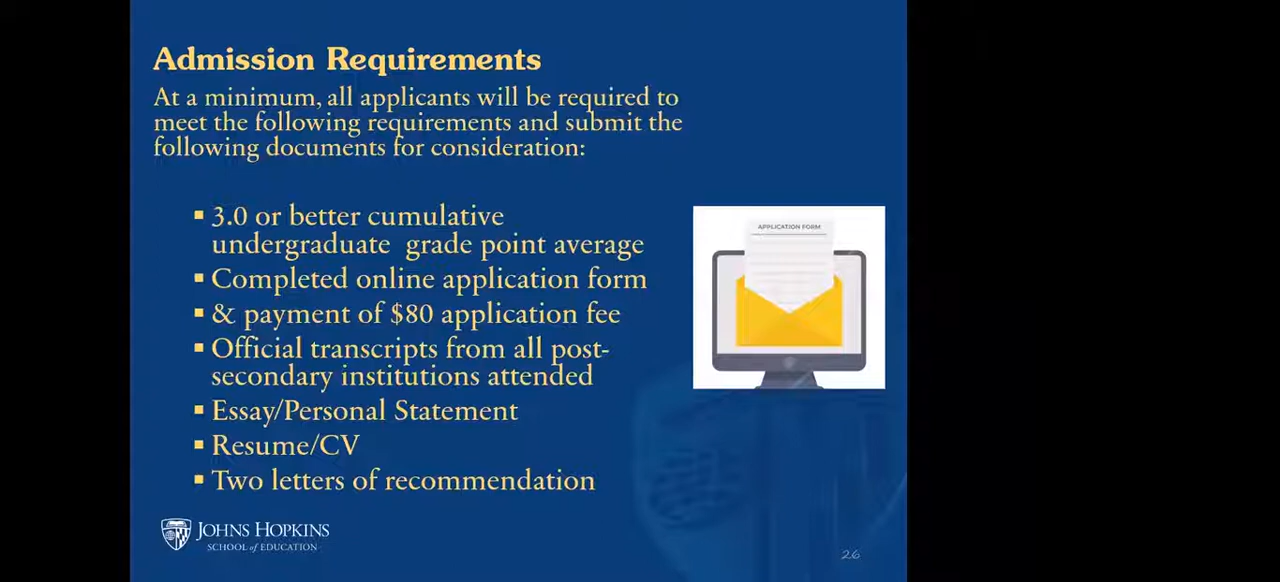 Admission Requirements
At a minimum, all applicants will be required to
meet the following requirements and submit the
following documents for consideration:
▪ 3.0 or better cumulative
undergraduate grade point average
APPLICATION FORM
▪ Completed online application form
▪ & payment of $80 application fee
▪ Official transcripts from all post-
secondary institutions attended
▪ Essay/Personal Statement
▪ Resume/CV
▪ Two letters of recommendation
JOHNS HOPKINS
SCHOOL of EDUCATION
26